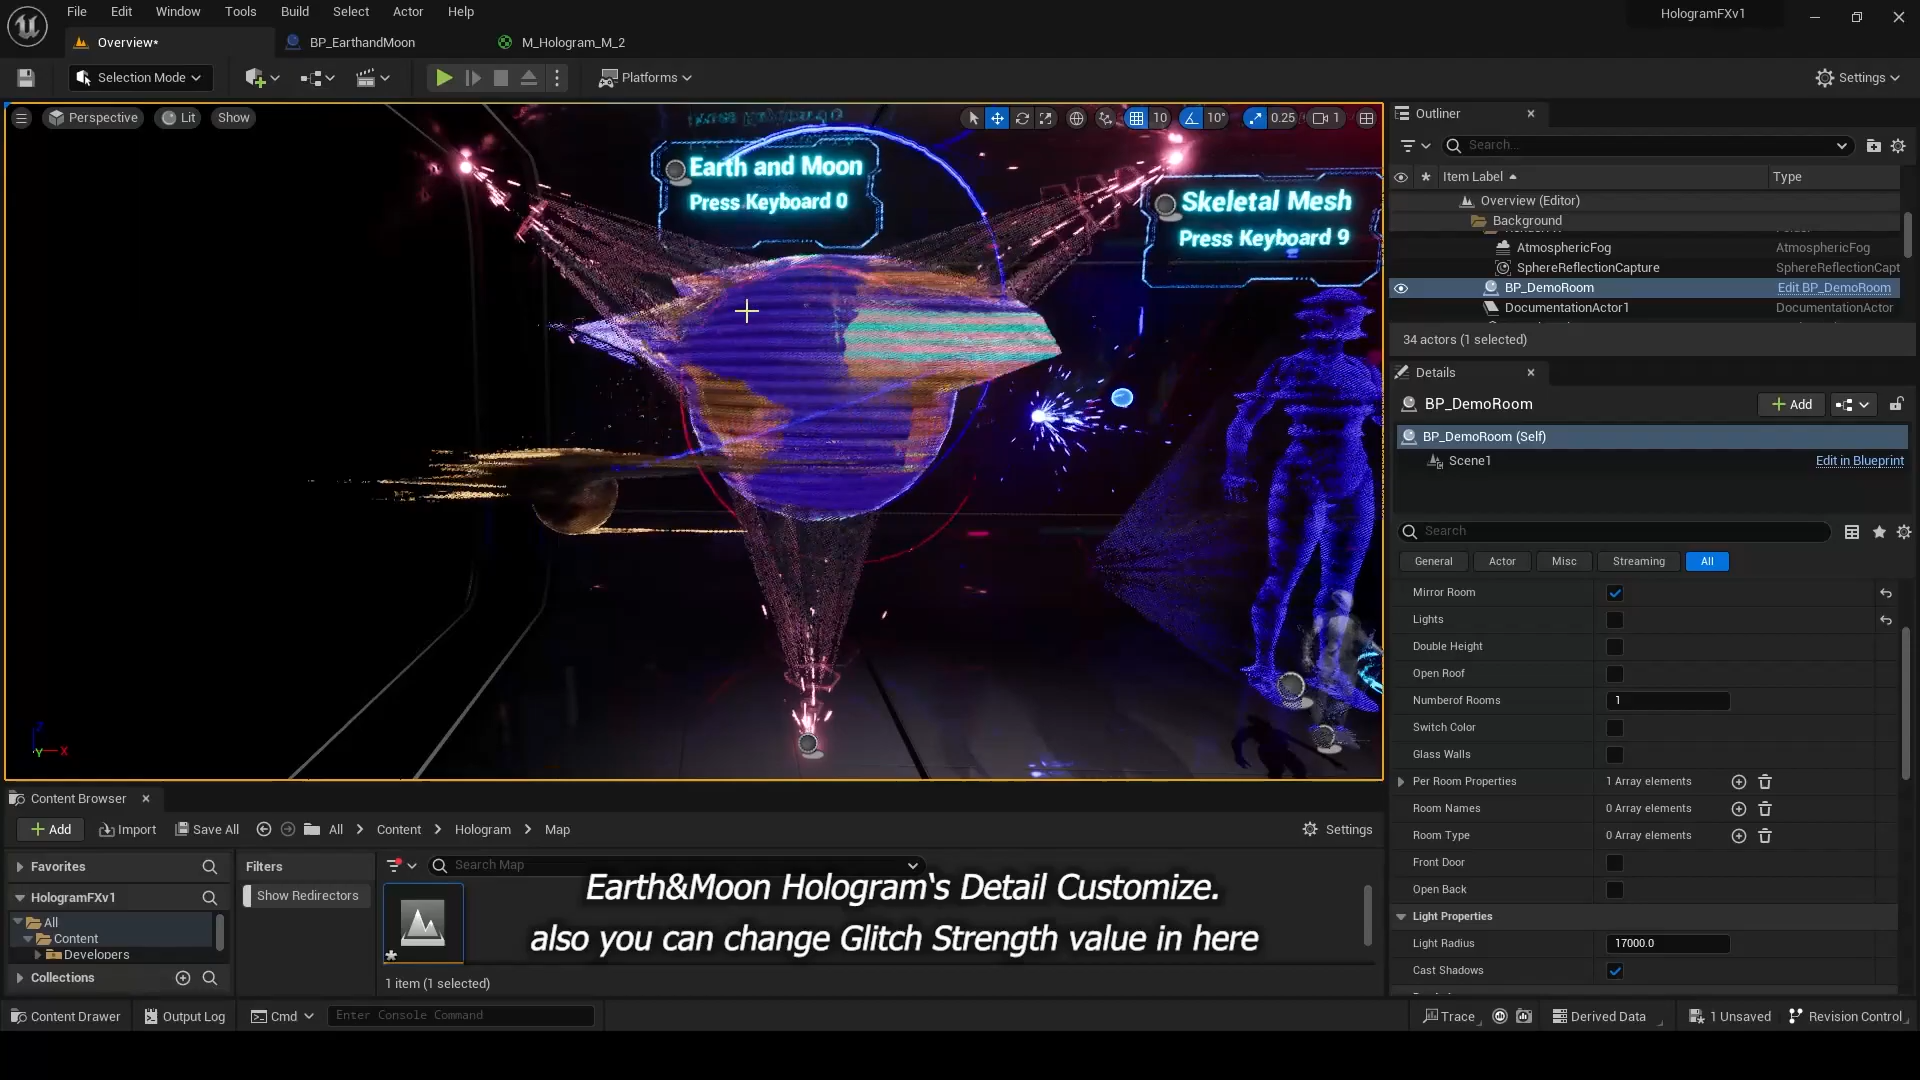 File Edit Window Tools Build Select Actor Help
HologramFXv1
Overview*
BP_EarthandMoon
M_Hologram_M_2
Selection Mode
Platforms
Settings
Perspective
Lit
Show
10
10°
0.25
1
Earth and Moon
Press Keyboard 0
Skeletal Mesh
Press Keyboard 9
Outliner
Search...
Item Label
Type
Overview (Editor)
Background
AtmosphericFog AtmosphericFog
SphereReflectionCapture SphereReflectionCapt
BP_DemoRoom Edit BP_DemoRoom
DocumentationActor1 DocumentationActor
34 actors (1 selected)
Details
BP_DemoRoom
Add
BP_DemoRoom (Self)
Scene1
Edit in Blueprint
Search
General
Actor
Misc
Streaming
All
Mirror Room
Lights
Double Height
Open Roof
Numberof Rooms 1
Switch Color
Glass Walls
Per Room Properties 1 Array elements
Room Names 0 Array elements
Room Type 0 Array elements
Front Door
Open Back
Light Properties
Light Radius 17000.0
Cast Shadows
Content Browser
Add
Import
Save All
All
Content
Hologram
Map
Settings
Favorites
HologramFXv1
All
Content
Developers
Collections
Filters
Show Redirectors
Search Map
Earth&Moon Hologram's Detail Customize.
also you can change Glitch Strength value in here
1 item (1 selected)
Content Drawer
Output Log
Cmd
Enter Console Command
Trace
Derived Data
1 Unsaved
Revision Control